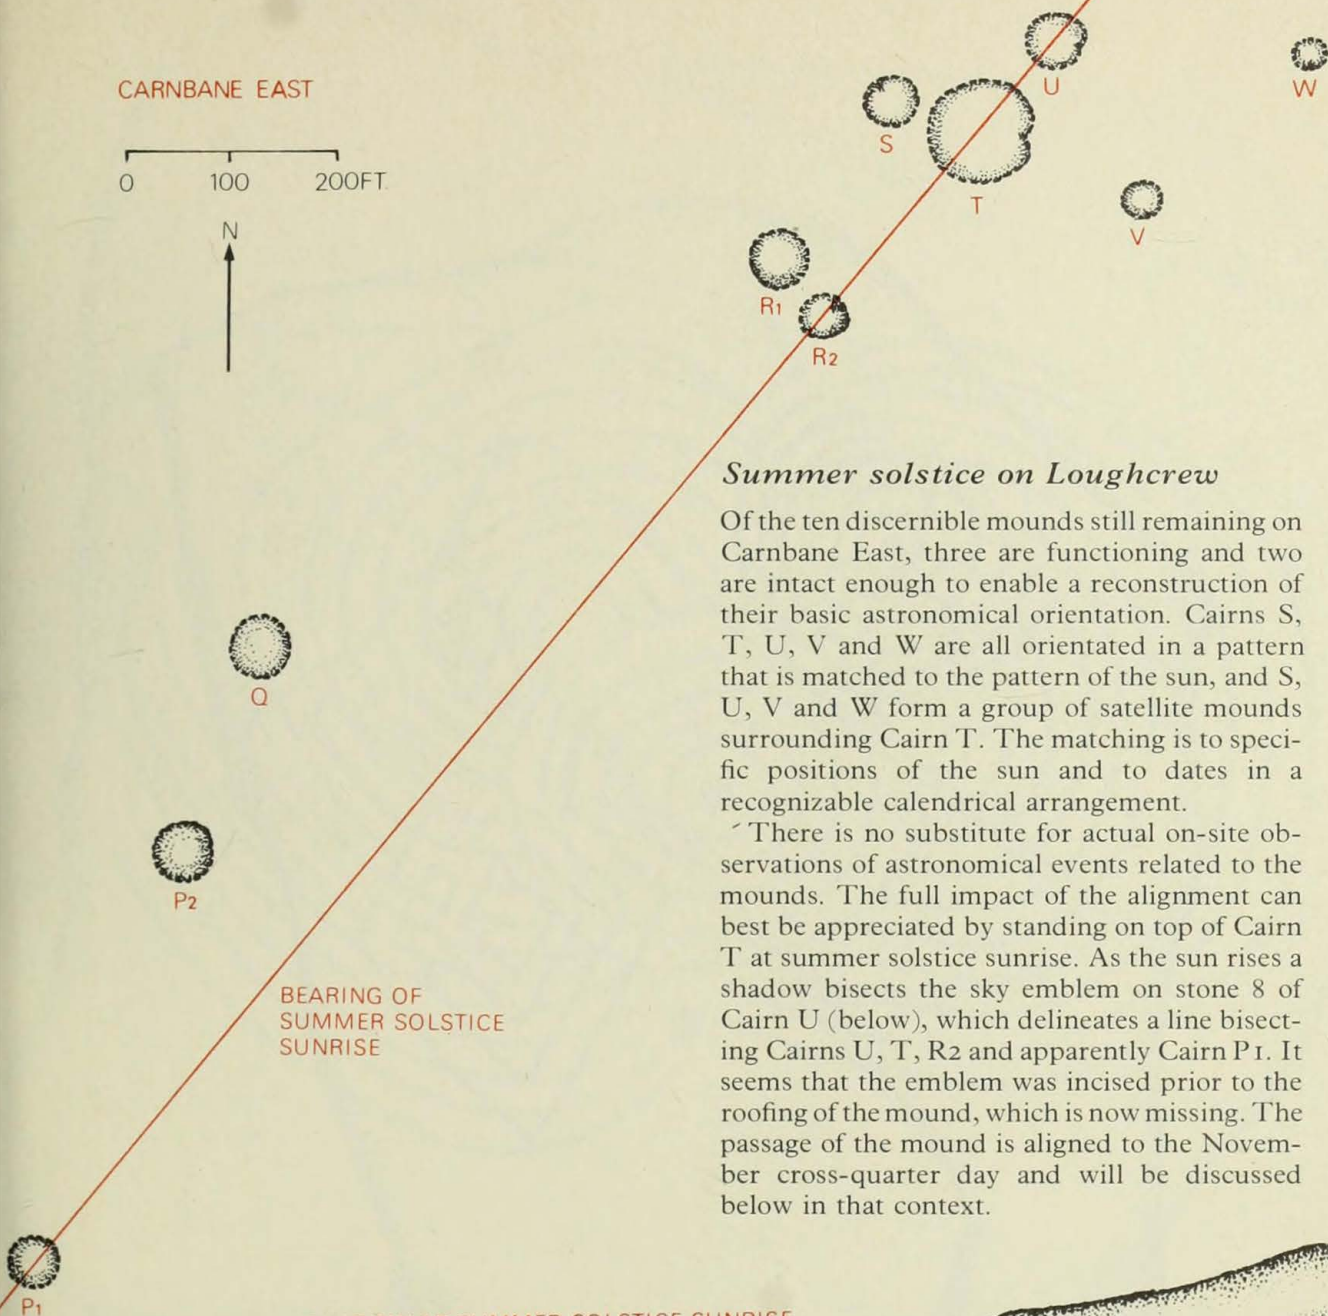 CARNBANE EAST
0 100 200FT
N
U
W
S
T
V
R1
R2
Q
P2
BEARING OF
SUMMER SOLSTICE
SUNRISE
P1
Summer solstice on Loughcrew
Of the ten discernible mounds still remaining on
Carnbane East, three are functioning and two
are intact enough to enable a reconstruction of
their basic astronomical orientation. Cairns S,
T, U, V and W are all orientated in a pattern
that is matched to the pattern of the sun, and S,
U, V and W form a group of satellite mounds
surrounding Cairn T. The matching is to speci-
fic positions of the sun and to dates in a
recognizable calendrical arrangement.
There is no substitute for actual on-site ob-
servations of astronomical events related to the
mounds. The full impact of the alignment can
best be appreciated by standing on top of Cairn
T at summer solstice sunrise. As the sun rises a
shadow bisects the sky emblem on stone 8 of
Cairn U (below), which delineates a line bisect-
ing Cairns U, T, R2 and apparently Cairn P1. It
seems that the emblem was incised prior to the
roofing of the mound, which is now missing. The
passage of the mound is aligned to the Novem-
ber cross-quarter day and will be discussed
below in that context.
SOLSTICE SUNRISE